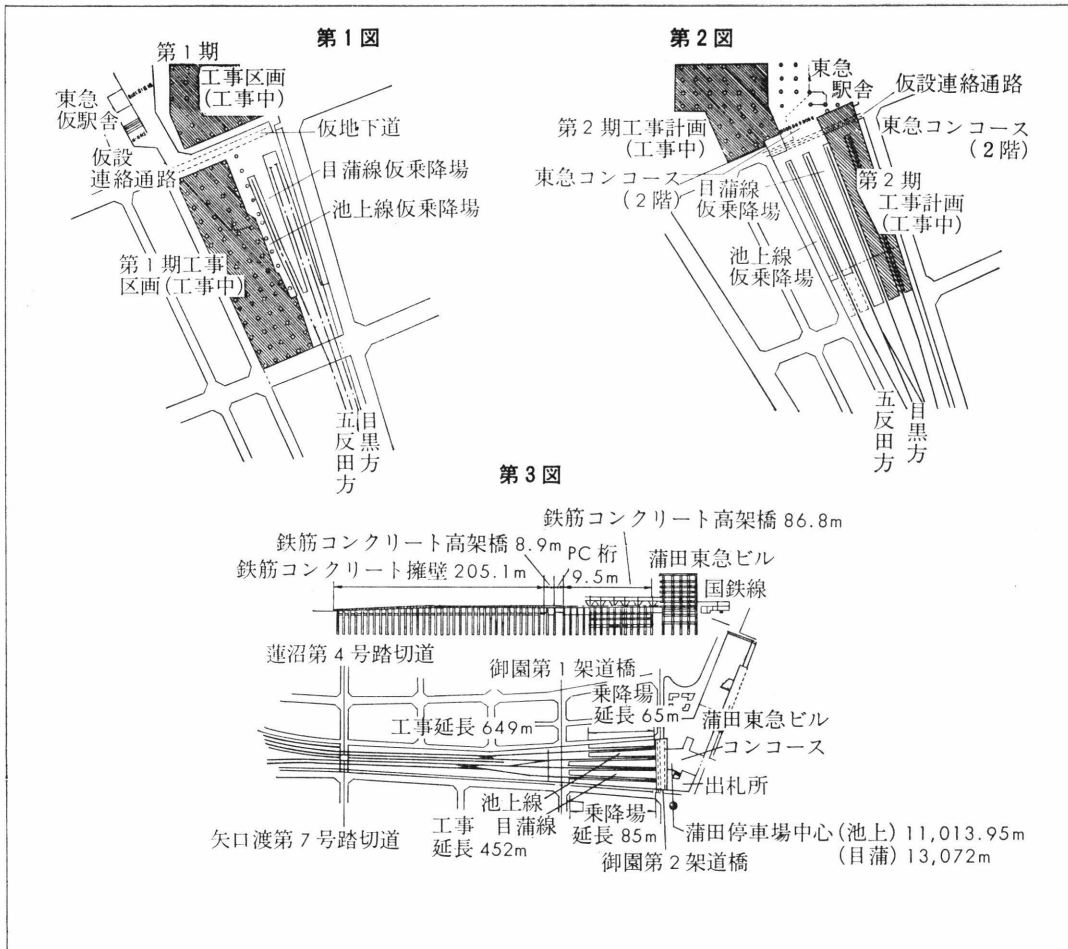 第1図
第1期
工事区画
(工事中)
東急
仮駅舎
仮設
連絡通路
仮地下道
目蒲線仮乗降場
池上線仮乗降場
第1期工事
区画(工事中)
五反田方
目黒方
第2図
東急
駅舎
仮設連絡通路
第2期工事計画
(工事中)
東急コンコース
(2階)
東急コンコース
(2階)
目蒲線
仮乗降場
第2期
工事計画
(工事中)
池上線
仮乗降場
五反田方
目黒方
第3図
鉄筋コンクリート高架橋 86.8m
鉄筋コンクリート高架橋 8.9m
PC桁
9.5m
鉄筋コンクリート擁壁 205.1m
蒲田東急ビル
国鉄線
蓮沼第4号踏切道
御園第1架道橋
乗降場
延長 65m
工事延長 649m
蒲田東急ビル
コンコース
出札所
池上線
目蒲線
工事
延長 452m
乗降場
延長 85m
矢口渡第7号踏切道
御園第2架道橋
蒲田停車場中心(池上) 11,013.95m
(目蒲) 13,072m